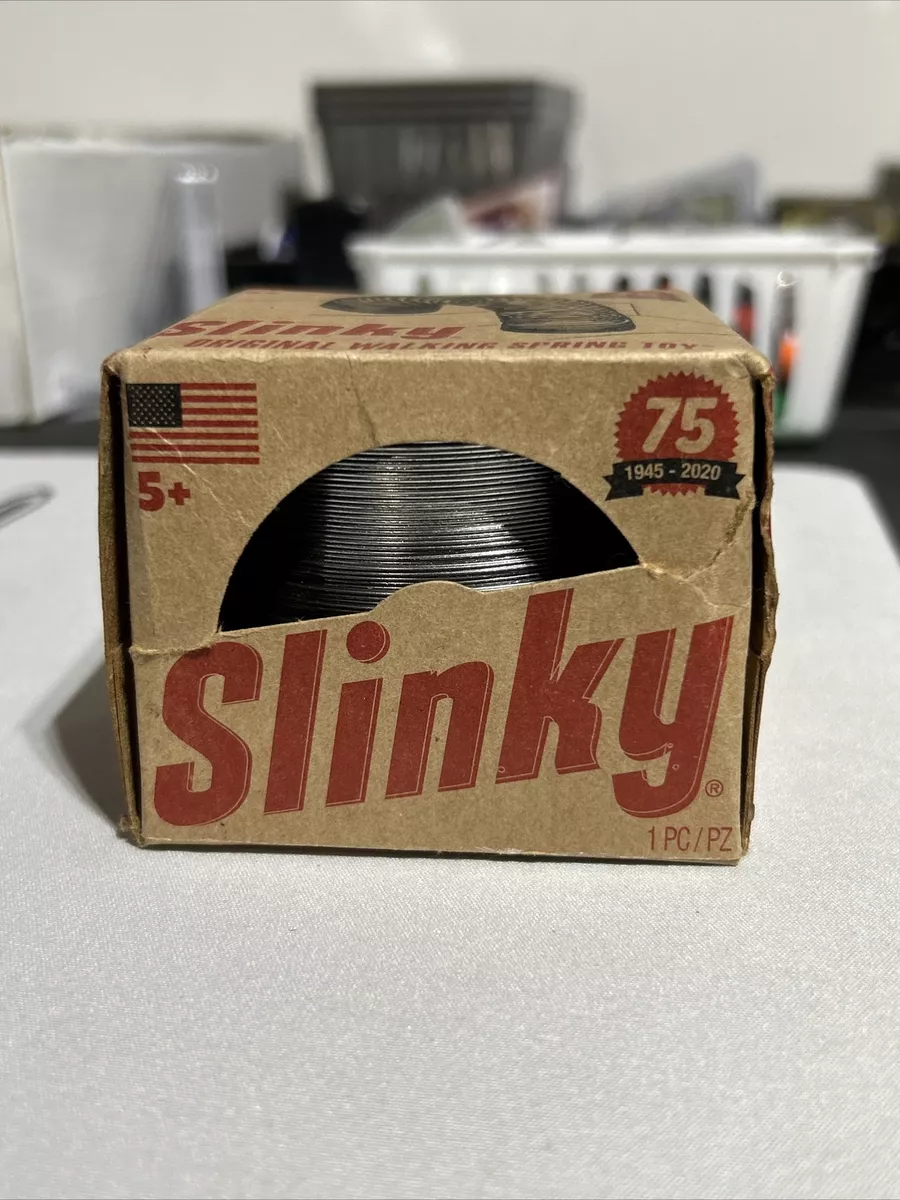 Slinky
ORIGINAL WALKING SPRING TOY
5+
75
1945 - 2020
Slinky®
1 PC/PZ